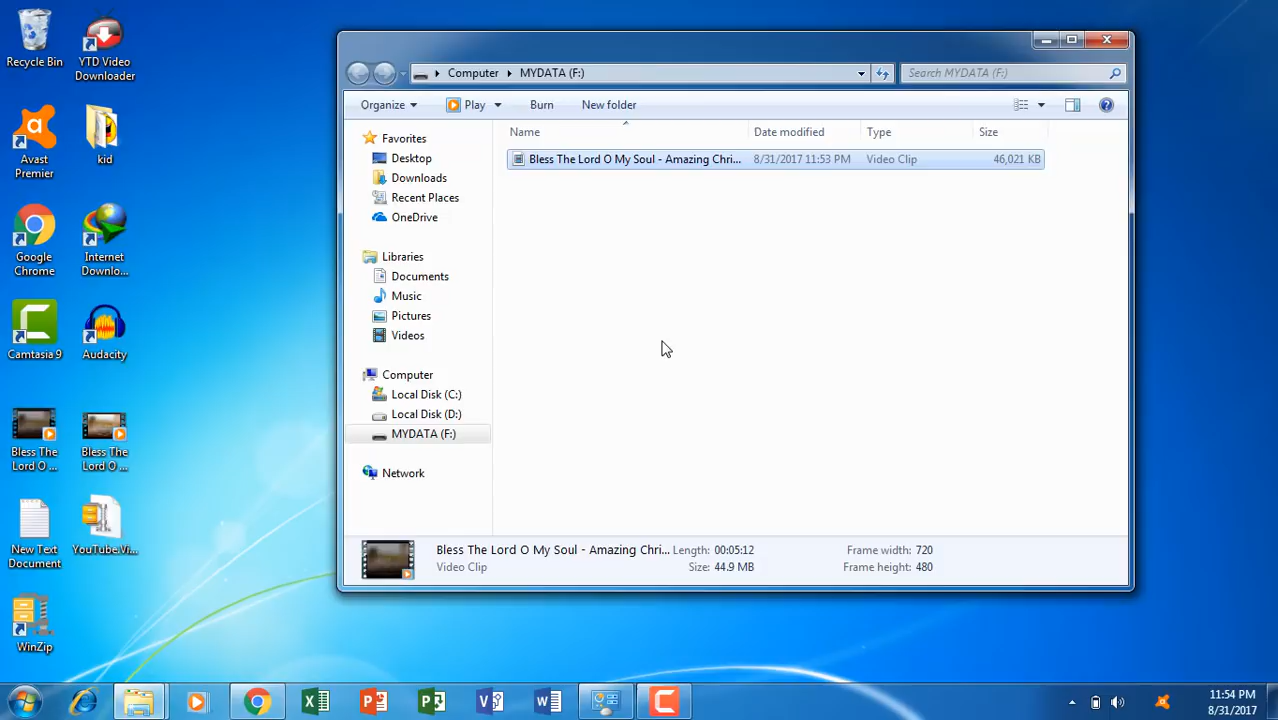 Recycle Bin
YTD Video
Downloader
Avast
Premier
kid
Google
Chrome
Internet
Downlo...
Camtasia 9
Audacity
Bless The
Lord O ...
Bless The
Lord O ...
New Text
Document
YouTube.Vi...
WinZip
Computer
MYDATA (F:)
Search MYDATA (F:)
Organize
Play
Burn
New folder
Name
Date modified
Type
Size
Bless The Lord O My Soul - Amazing Chri...
8/31/2017 11:53 PM
Video Clip
46,021 KB
Favorites
Desktop
Downloads
Recent Places
OneDrive
Libraries
Documents
Music
Pictures
Videos
Computer
Local Disk (C:)
Local Disk (D:)
MYDATA (F:)
Network
Bless The Lord O My Soul - Amazing Chri...
Length: 00:05:12
Frame width: 720
Video Clip
Size: 44.9 MB
Frame height: 480
11:54 PM
8/31/2017